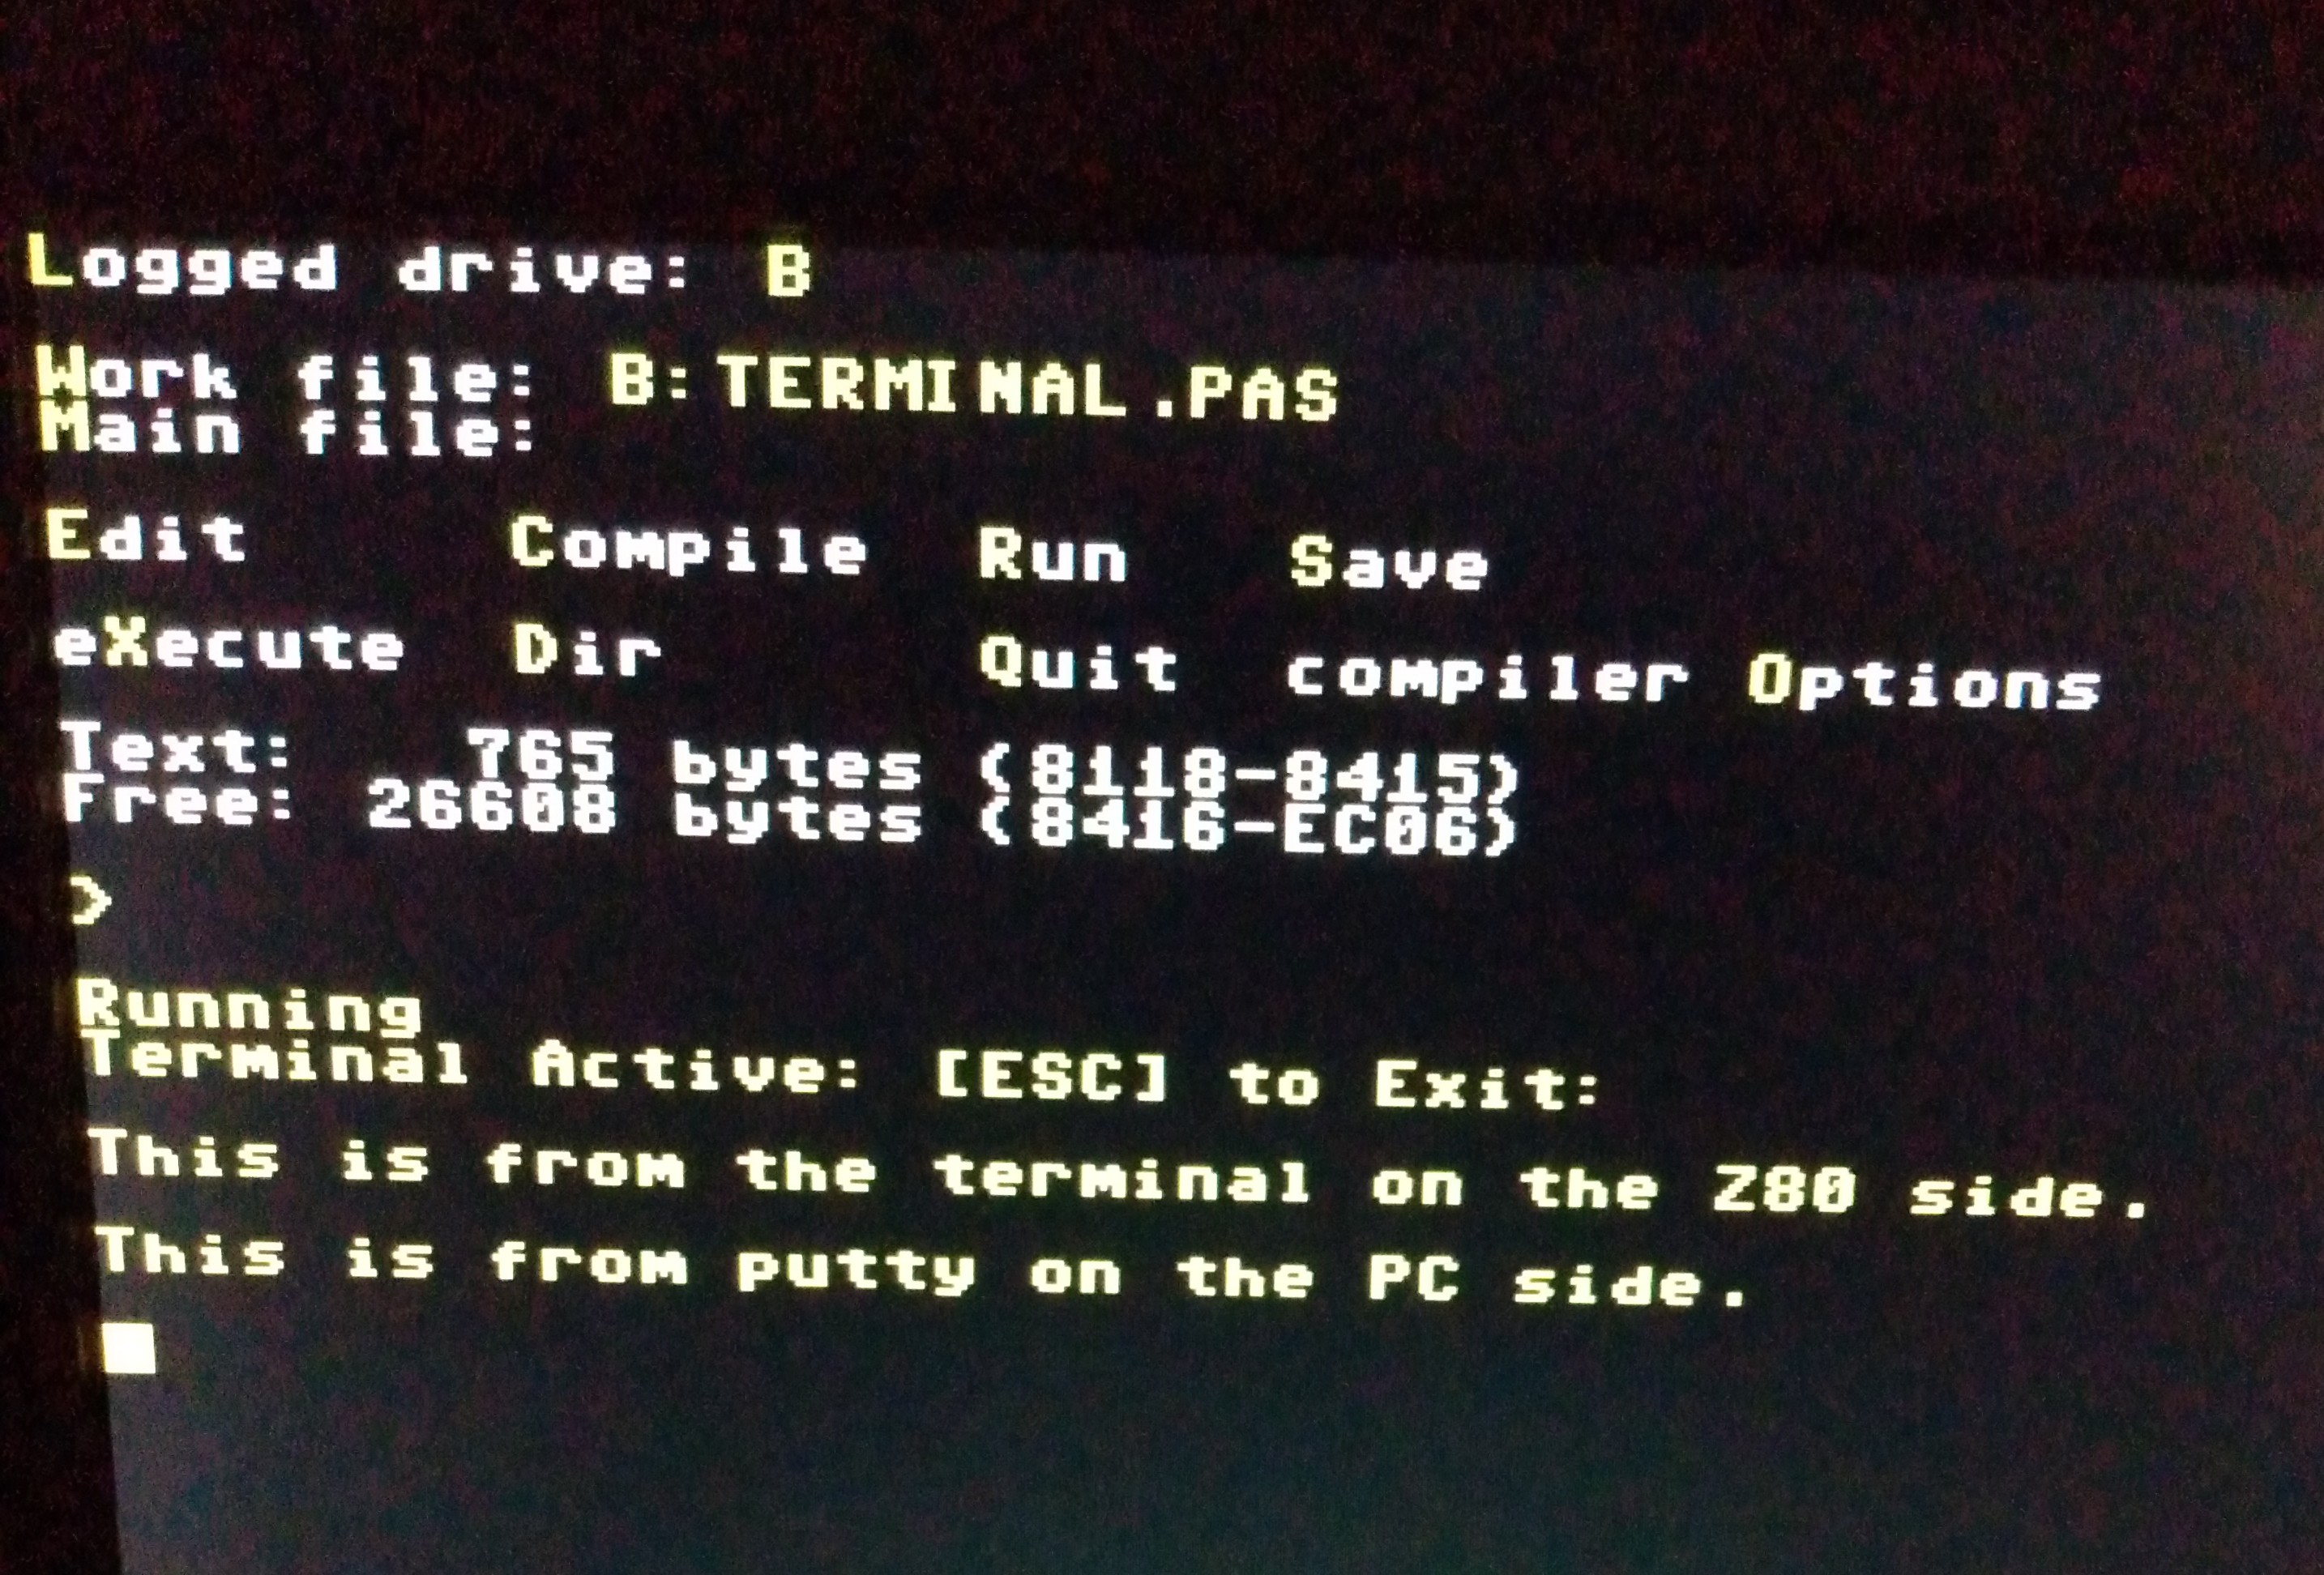 Logged drive: B
Work file: B:TERMINAL.PAS
Main file:
Edit Compile Run Save
eXecute Dir Quit compiler Options
Text: 765 bytes (8118-8415)
Free: 26608 bytes (8416-EC06)
>
Running
Terminal Active: [ESC] to Exit:
This is from the terminal on the Z80 side.
This is from putty on the PC side.